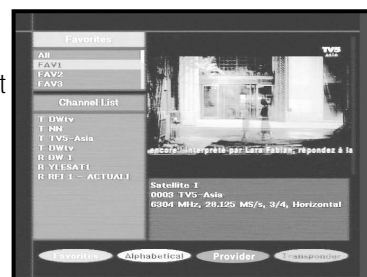 t
Favorites
All
FAV1
FAV2
FAV3
Channel List
T DWtv
T NN
T TV5-Asia
T DWtv
R DW 1
R YLESAT1
R RFI 1 - ACTUALI
TV5
Asia
encore l'interprété par Lara Fabian, répondez à la
Satellite 1
0003 TV5-Asia
6304 MHz, 28.125 MS/s, 3/4, Horizontal
Favorites
Alphabetical
Provider
Transponder